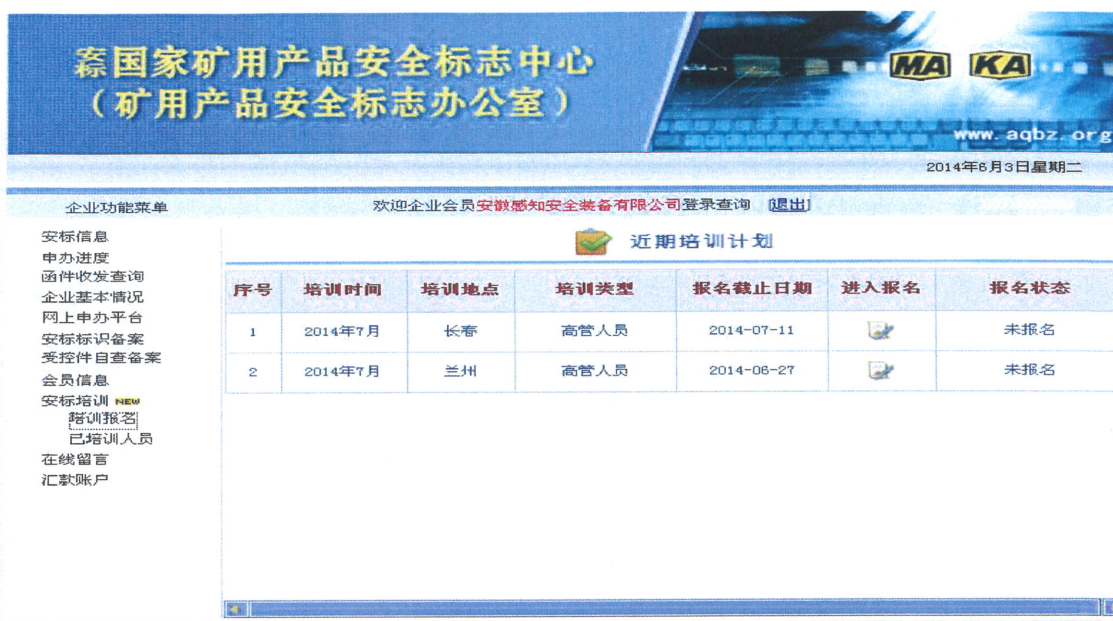 安标国家矿用产品安全标志中心
（矿用产品安全标志办公室）
MA KA
www.aqbz.org
2014年6月3日星期二
企业功能菜单
欢迎企业会员安徽感知安全装备有限公司登录查询 [退出]
安标信息
申办进度
函件收发查询
企业基本情况
网上申办平台
安标标识备案
受控件自查备案
会员信息
安标培训 NEW
培训报名
已培训人员
在线留言
汇款账户
近期培训计划
序号 培训时间 培训地点 培训类型 报名截止日期 进入报名 报名状态
1 2014年7月 长春 高管人员 2014-07-11 未报名
2 2014年7月 兰州 高管人员 2014-06-27 未报名